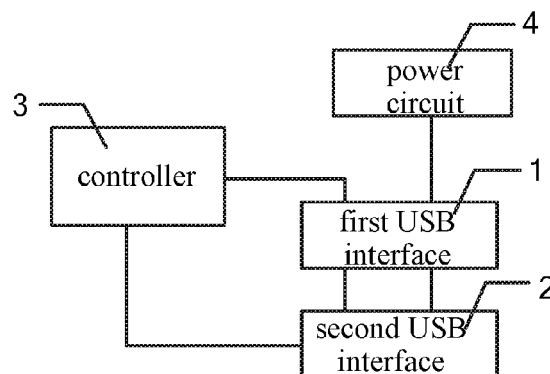 4
power
circuit
3
controller
1
first USB
interface
2
second USB
interface